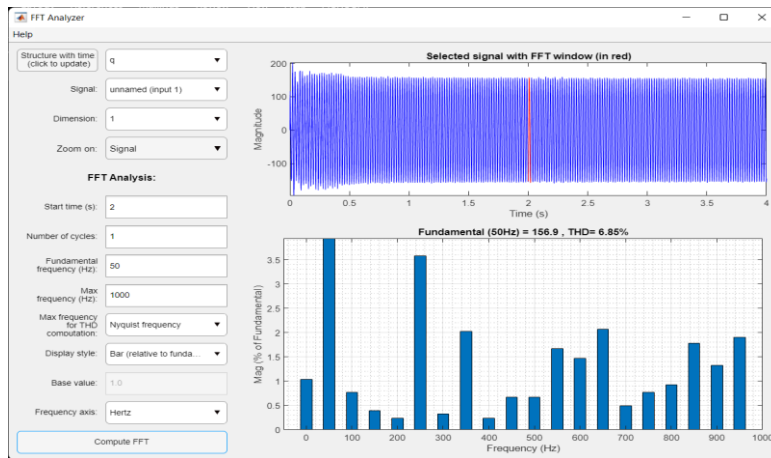 FFT Analyzer
Help
Structure with time
(click to update)
q
Signal:
unnamed (input 1)
Dimension:
1
Zoom on:
Signal
FFT Analysis:
Start time (s):
2
Number of cycles:
1
Fundamental
frequency (Hz):
50
Max
frequency (Hz):
1000
Max frequency
for THD
computation:
Nyquist frequency
Display style:
Bar (relative to funda...
Base value:
1.0
Frequency axis:
Hertz
Compute FFT
Selected signal with FFT window (in red)
Magnitude
200
100
0
-100
0 0.5 1 1.5 2 2.5 3 3.5 4
Time (s)
Fundamental (50Hz) = 156.9 , THD= 6.85%
Mag (% of Fundamental)
3.5
3
2.5
2
1.5
1
0.5
0
0 100 200 300 400 500 600 700 800 900 1000
Frequency (Hz)